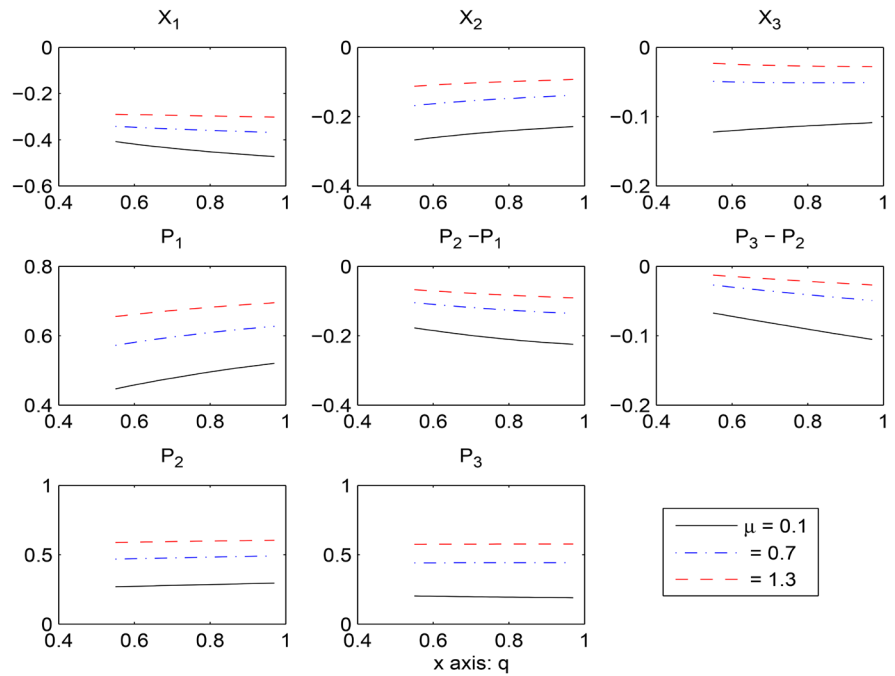 X1 X2 X3
0 0 0
−0.2 −0.2 −0.1
−0.4
−0.6 −0.4 −0.2
0.4 0.6 0.8 1 0.4 0.6 0.8 1 0.4 0.6 0.8 1
P1 P2 −P1 P3 − P2
0.8 0 0
0.6 −0.2 −0.1
0.4 −0.4 −0.2
0.4 0.6 0.8 1 0.4 0.6 0.8 1 0.4 0.6 0.8 1
P2 P3
1 1
μ = 0.1
0.5 0.5 = 0.7
= 1.3
0 0
0.4 0.6 0.8 1 0.4 0.6 0.8 1
x axis: q